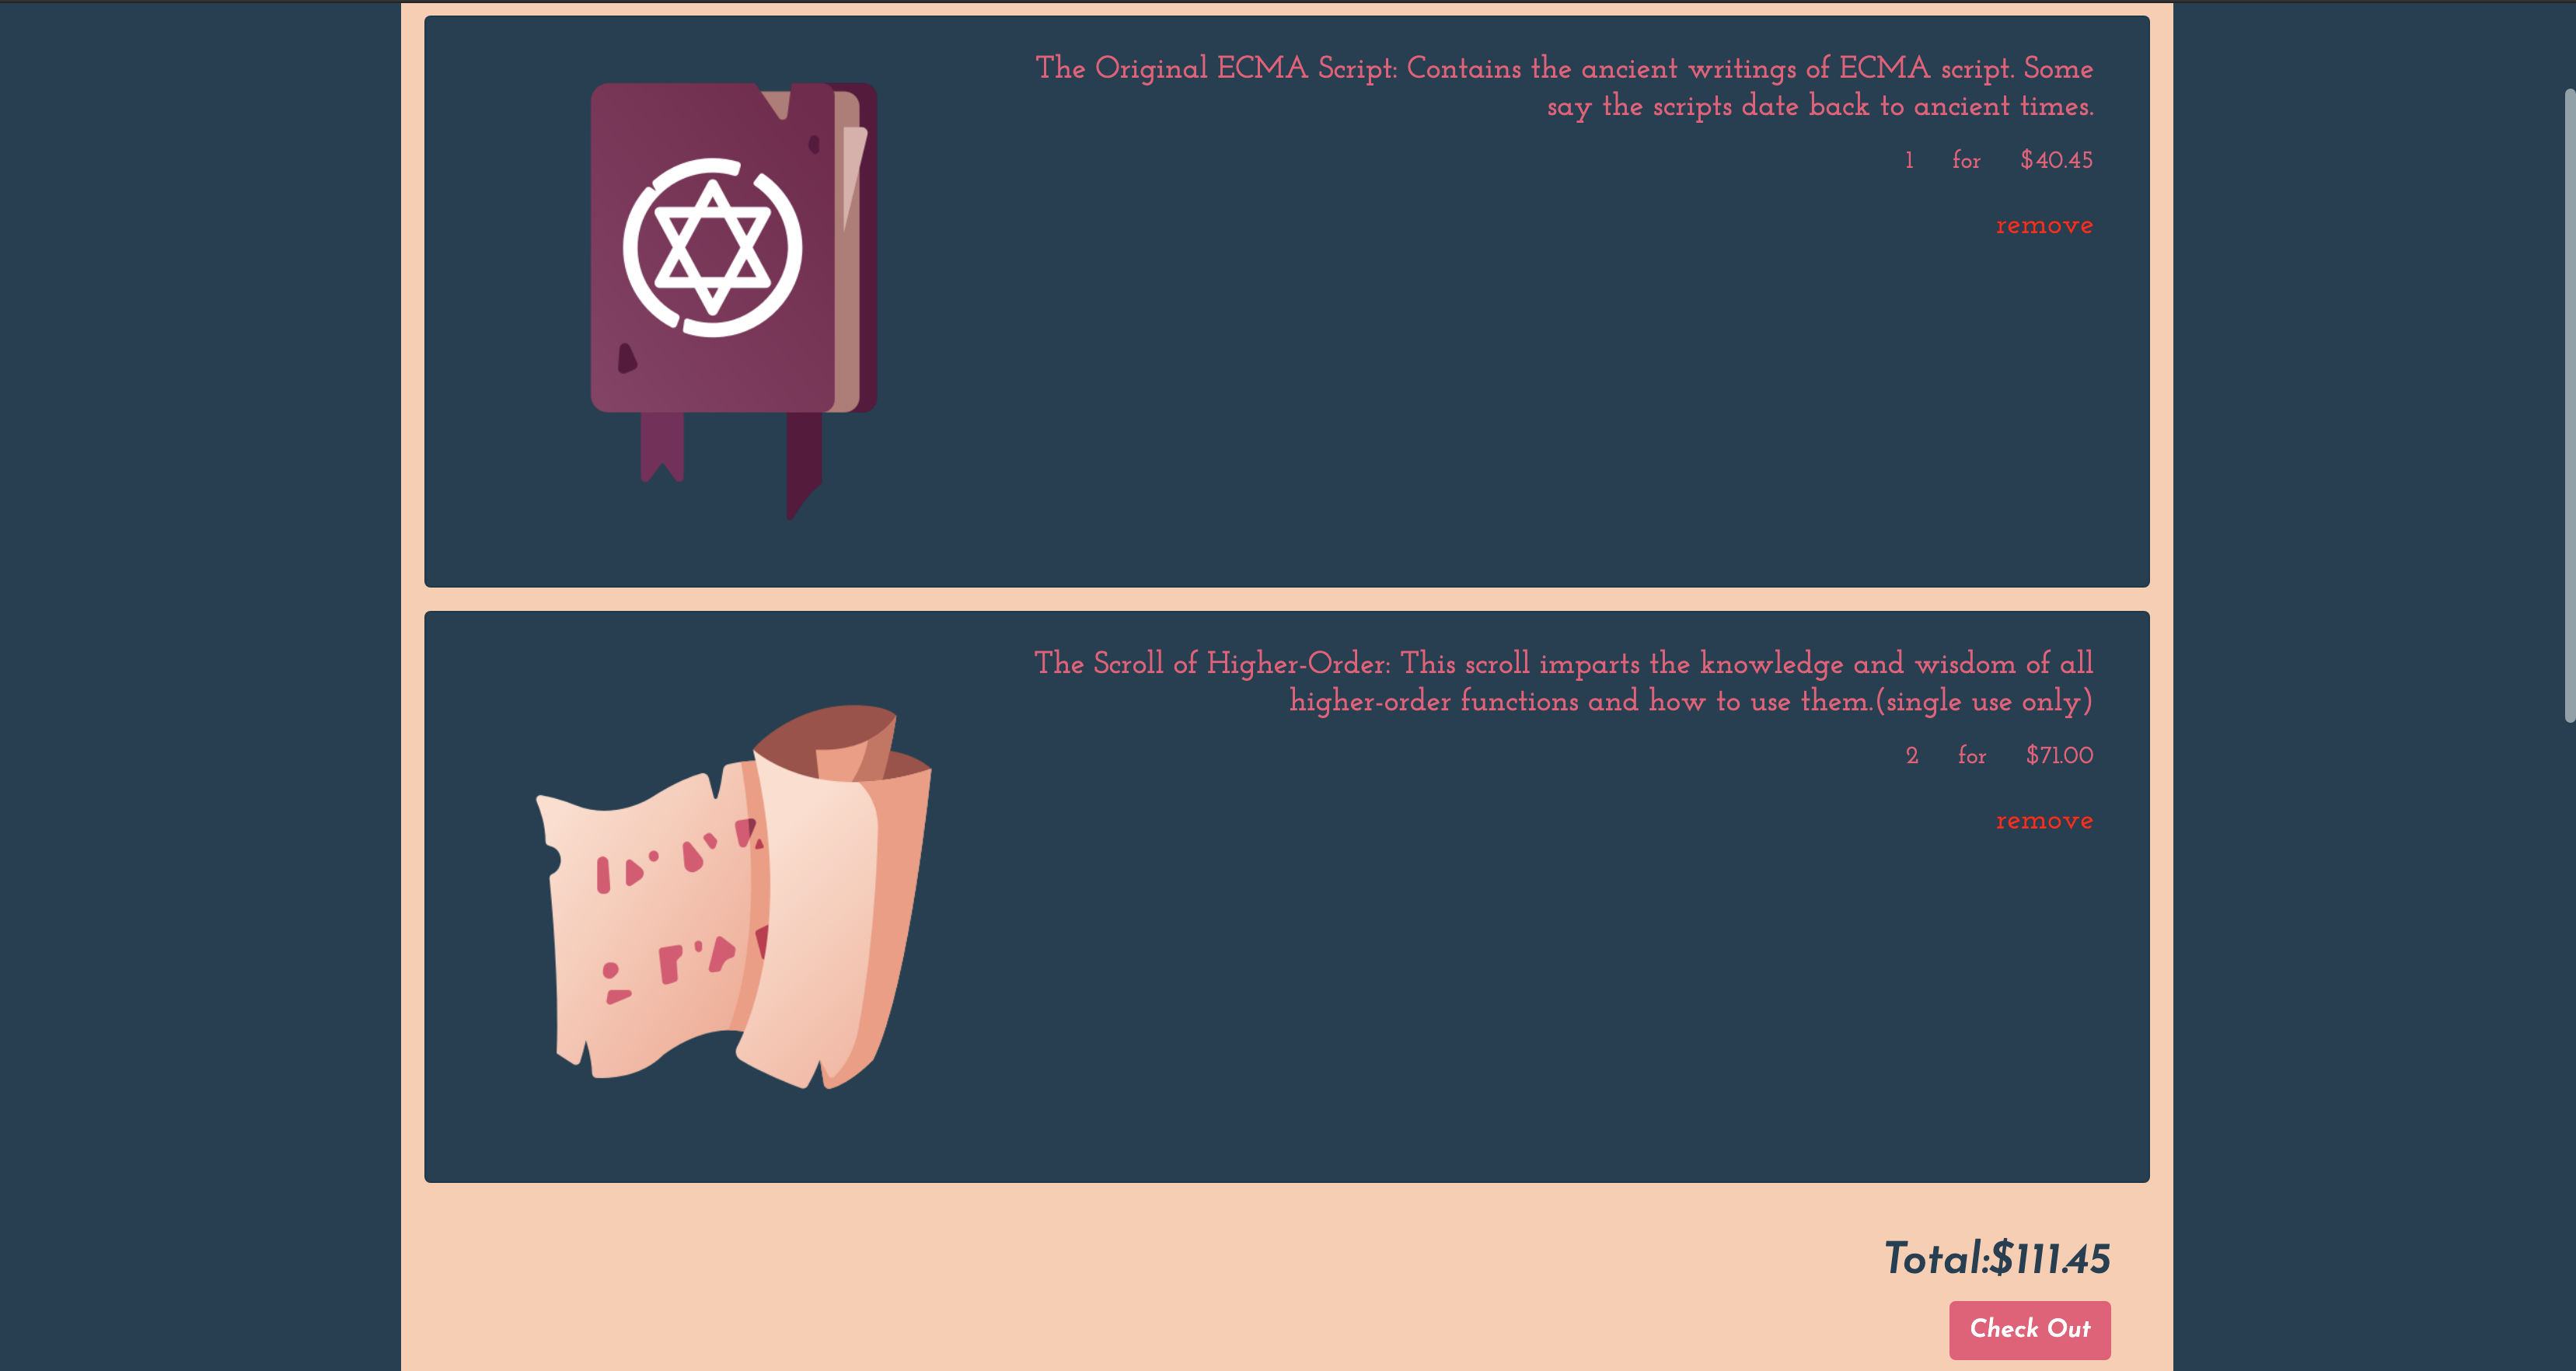 The Original ECMA Script: Contains the ancient writings of ECMA script. Some
say the scripts date back to ancient times.
1 for $40.45
remove
The Scroll of Higher-Order: This scroll imparts the knowledge and wisdom of all
higher-order functions and how to use them.(single use only)
2 for $71.00
remove
Total:$111.45
Check Out